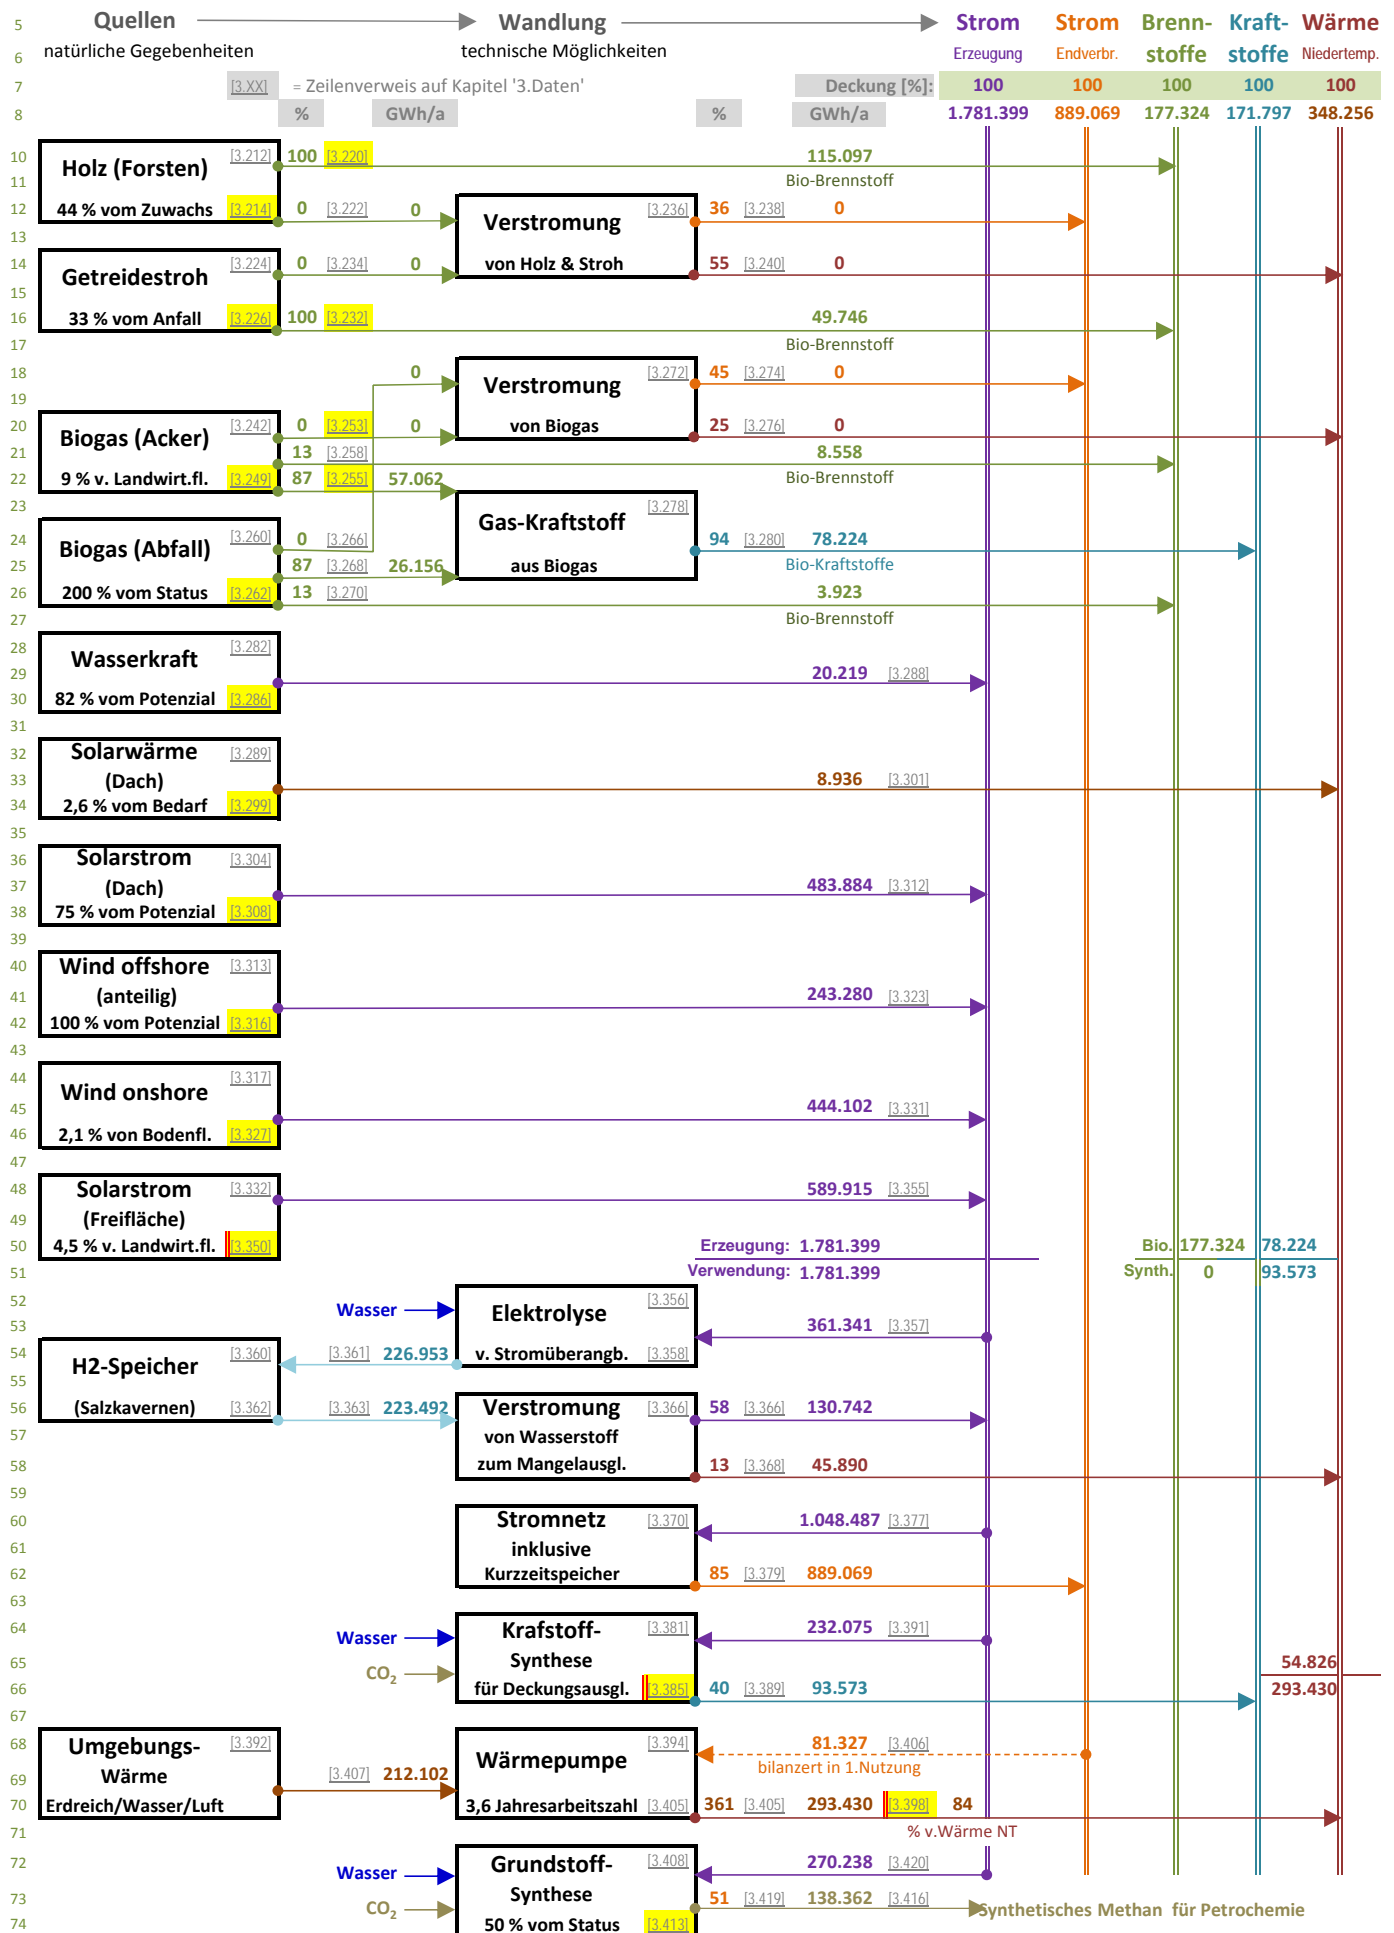 5 Quellen Wandlung Strom Strom Brenn- Kraft- Wärme
6 natürliche Gegebenheiten technische Möglichkeiten Erzeugung Endverbr. stoffe stoffe Niedertemp.
7 [3.XX] = Zeilenverweis auf Kapitel '3.Daten' Deckung [%]: 100 100 100 100 100
8 % GWh/a % GWh/a 1.781.399 889.069 177.324 171.797 348.256
10 Holz (Forsten) [3.212] 100 [3.220] 115.097
11 Bio-Brennstoff
12 44 % vom Zuwachs [3.214] 0 [3.222] 0 Verstromung [3.236] 36 [3.238] 0
13
14 Getreidestroh [3.224] 0 [3.234] 0 von Holz & Stroh 55 [3.240] 0
15
16 33 % vom Anfall [3.226] 100 [3.232] 49.746
17 Bio-Brennstoff
18 0 Verstromung [3.272] 45 [3.274] 0
19
20 Biogas (Acker) [3.242] 0 [3.253] 0 von Biogas 25 [3.276] 0
21 13 [3.258] 8.558
22 9 % v. Landwirt.fl. [3.249] 87 [3.255] 57.062 Bio-Brennstoff
23 Gas-Kraftstoff [3.278]
24 Biogas (Abfall) [3.260] 0 [3.266] 94 [3.280] 78.224
25 87 [3.268] 26.156 aus Biogas Bio-Kraftstoffe
26 200 % vom Status [3.262] 13 [3.270] 3.923
27 Bio-Brennstoff
28 Wasserkraft [3.282]
29 20.219 [3.288]
30 82 % vom Potenzial [3.286]
31
32 Solarwärme [3.289]
33 (Dach) 8.936 [3.301]
34 2,6 % vom Bedarf [3.299]
35
36 Solarstrom [3.304]
37 (Dach) 483.884 [3.312]
38 75 % vom Potenzial [3.308]
39
40 Wind offshore [3.313]
41 (anteilig) 243.280 [3.323]
42 100 % vom Potenzial [3.316]
43
44 Wind onshore [3.317]
45 444.102 [3.331]
46 2,1 % von Bodenfl. [3.327]
47
48 Solarstrom [3.332] 589.915 [3.355]
49 (Freifläche)
50 4,5 % v. Landwirt.fl. [3.350] Erzeugung: 1.781.399 Bio. 177.324 78.224
51 Verwendung: 1.781.399 Synth. 0 93.573
52 Wasser Elektrolyse [3.356]
53 361.341 [3.357]
54 H2-Speicher [3.360] [3.361] 226.953 v. Stromüberangb. [3.358]
55
56 (Salzkavernen) [3.362] [3.363] 223.492 Verstromung [3.366] 58 [3.366] 130.742
57 von Wasserstoff
58 zum Mangelausgl. 13 [3.368] 45.890
59
60 Stromnetz [3.370] 1.048.487 [3.377]
61 inklusive
62 Kurzzeitspeicher 85 [3.379] 889.069
63
64 Wasser Krafstoff- [3.381] 232.075 [3.391]
65 CO2 Synthese 54.826
66 für Deckungsausgl. [3.385] 40 [3.389] 93.573 293.430
67
68 Umgebungs- [3.392] Wärmepumpe [3.394] 81.327 [3.406]
69 Wärme [3.407] 212.102 bilanzert in 1.Nutzung
70 Erdreich/Wasser/Luft 3,6 Jahresarbeitszahl [3.405] 361 [3.405] 293.430 [3.398] 84
71 % v.Wärme NT
72 Wasser Grundstoff- [3.408] 270.238 [3.420]
73 CO2 Synthese 51 [3.419] 138.362 [3.416] Synthetisches Methan für Petrochemie
74 50 % vom Status [3.413]